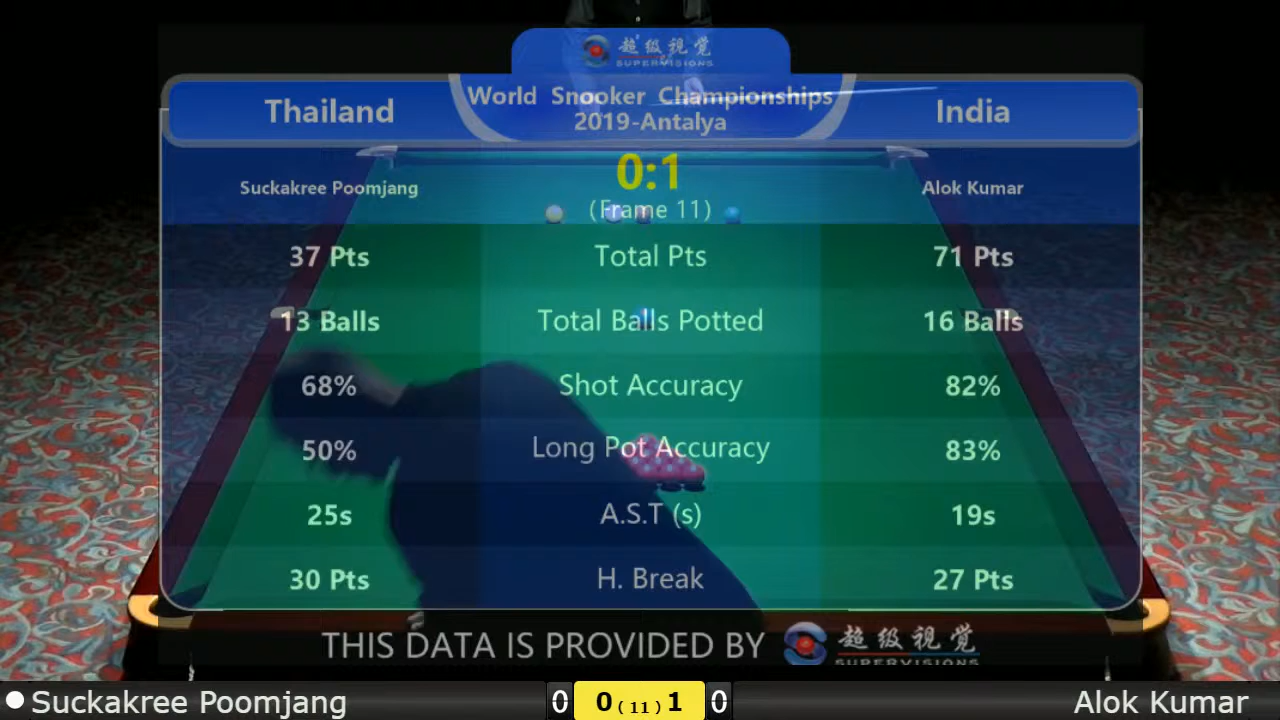 超级视觉
SUPERVISIONS
Thailand
World Snooker Championships
2019-Antalya
India
Suckakree Poomjang
0:1
Alok Kumar
(Frame 11)
37 Pts Total Pts 71 Pts
13 Balls Total Balls Potted 16 Balls
68% Shot Accuracy 82%
50% Long Pot Accuracy 83%
25s A.S.T (s) 19s
30 Pts H. Break 27 Pts
THIS DATA IS PROVIDED BY 超级视觉
SUPERVISIONS
Suckakree Poomjang 0 0 (11) 1 0 Alok Kumar